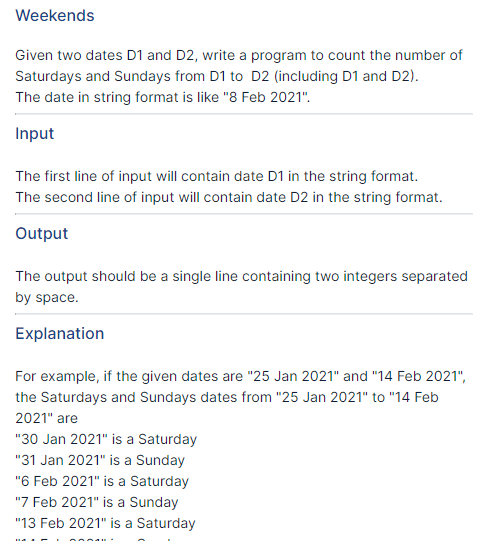 Weekends
Given two dates D1 and D2, write a program to count the number of
Saturdays and Sundays from D1 to D2 (including D1 and D2).
The date in string format is like "8 Feb 2021".
Input
The first line of input will contain date D1 in the string format.
The second line of input will contain date D2 in the string format.
Output
The output should be a single line containing two integers separated
by space.
Explanation
For example, if the given dates are "25 Jan 2021" and "14 Feb 2021",
the Saturdays and Sundays dates from "25 Jan 2021" to "14 Feb
2021" are
"30 Jan 2021" is a Saturday
"31 Jan 2021" is a Sunday
"6 Feb 2021" is a Saturday
"7 Feb 2021" is a Sunday
"13 Feb 2021" is a Saturday